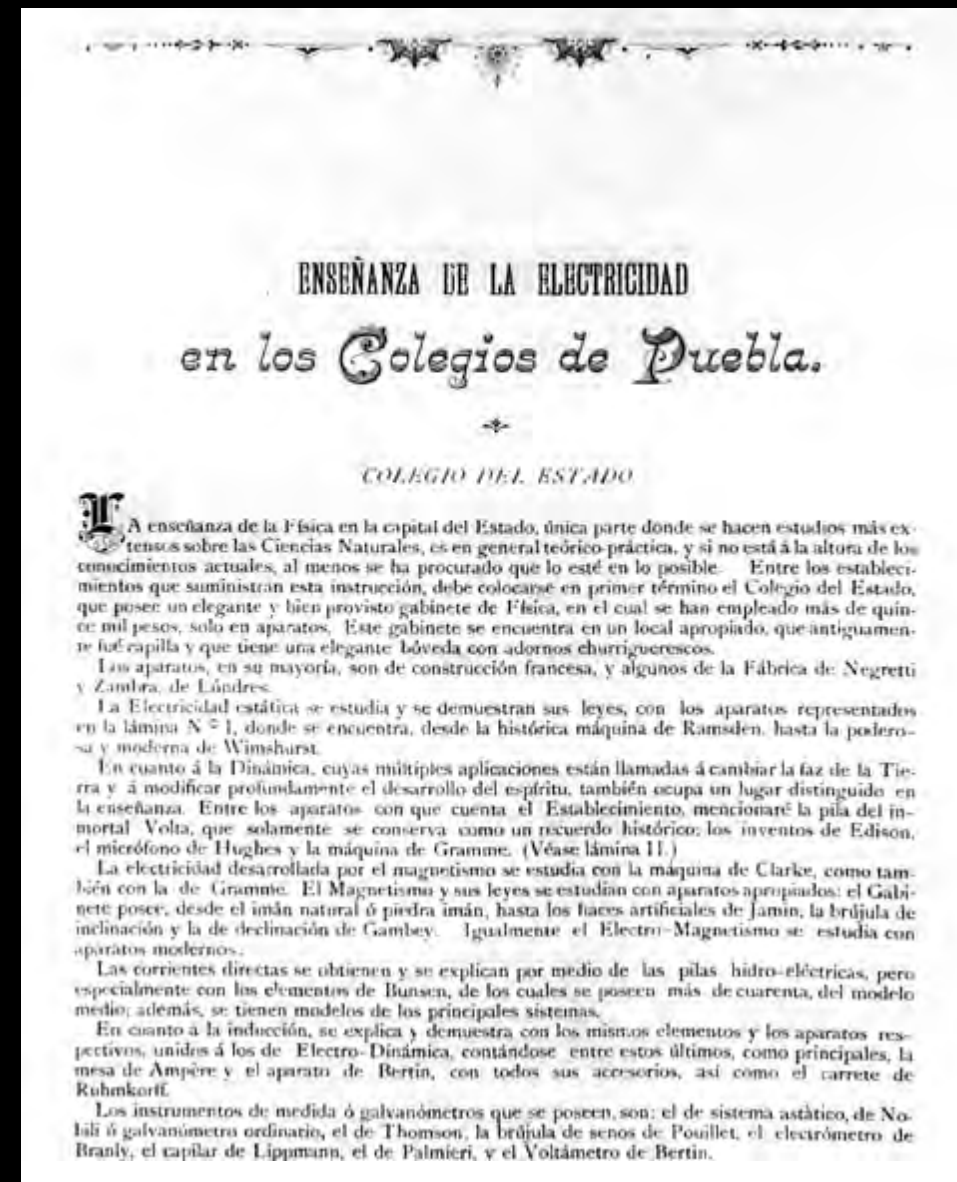 ENSEÑANZA DE LA ELECTRICIDAD
en los Colegios de Puebla.
COLEGIO DEL ESTADO
LA enseñanza de la Física en la capital del Estado, única parte donde se hacen estudios más ex-
tensos sobre las Ciencias Naturales, es en general teórico-práctica, y si no está á la altura de los
conocimientos actuales, al menos se ha procurado que lo esté en lo posible. Entre los estableci-
mientos que suministran esta instrucción, debe colocarse en primer término el Colegio del Estado,
que posee un elegante y bien provisto gabinete de Física, en el cual se han empleado más de quin-
ce mil pesos, solo en aparatos. Este gabinete se encuentra en un local apropiado, que antiguamen-
te fué capilla y que tiene una elegante bóveda con adornos churriguerescos.
Los aparatos, en su mayoría, son de construcción francesa, y algunos de la Fábrica de Negretti
y Zambra, de Lóndres.
La Electricidad estática se estudia y se demuestran sus leyes, con los aparatos representados
en la lámina N º 1, donde se encuentra, desde la histórica máquina de Ramsden, hasta la podero-
sa y moderna de Wimshurst.
En cuanto á la Dinámica, cuyas múltiples aplicaciones están llamadas á cambiar la faz de la Tie-
rra y á modificar profundamente el desarrollo del espíritu, también ocupa un lugar distinguido en
la enseñanza. Entre los aparatos con que cuenta el Establecimiento, mencionaré la pila del in-
mortal Volta, que solamente se conserva como un recuerdo histórico; los inventos de Edison,
el micrófono de Hughes y la máquina de Gramme. (Véase lámina II.)
La electricidad desarrollada por el magnetismo se estudia con la máquina de Clarke, como tam-
bién con la de Gramme. El Magnetismo y sus leyes se estudian con aparatos apropiados: el Gabi-
nete posee, desde el imán natural ó piedra imán, hasta los haces artificiales de Jamin, la brújula de
inclinación y la de declinación de Gambey. Igualmente el Electro-Magnetismo se estudia con
aparatos modernos.
Las corrientes directas se obtienen y se explican por medio de las pilas hidro-eléctricas, pero
especialmente con los elementos de Bunsen, de los cuales se poseen más de cuarenta, del modelo
medio; además, se tienen modelos de los principales sistemas.
En cuanto a la inducción, se explica y demuestra con los mismos elementos y los aparatos res-
pectivos, unidos á los de Electro-Dinámica, contándose entre estos últimos, como principales, la
mesa de Ampère y el aparato de Bertin, con todos sus accesorios, así como el carrete de
Ruhmkorff.
Los instrumentos de medida ó galvanómetros que se poseen, son: el de sistema astático, de No-
bili ó galvanómetro ordinario, el de Thomson, la brújula de senos de Pouillet, el electrómetro de
Branly, el capilar de Lippmann, el de Palmieri, y el Voltámetro de Bertin.